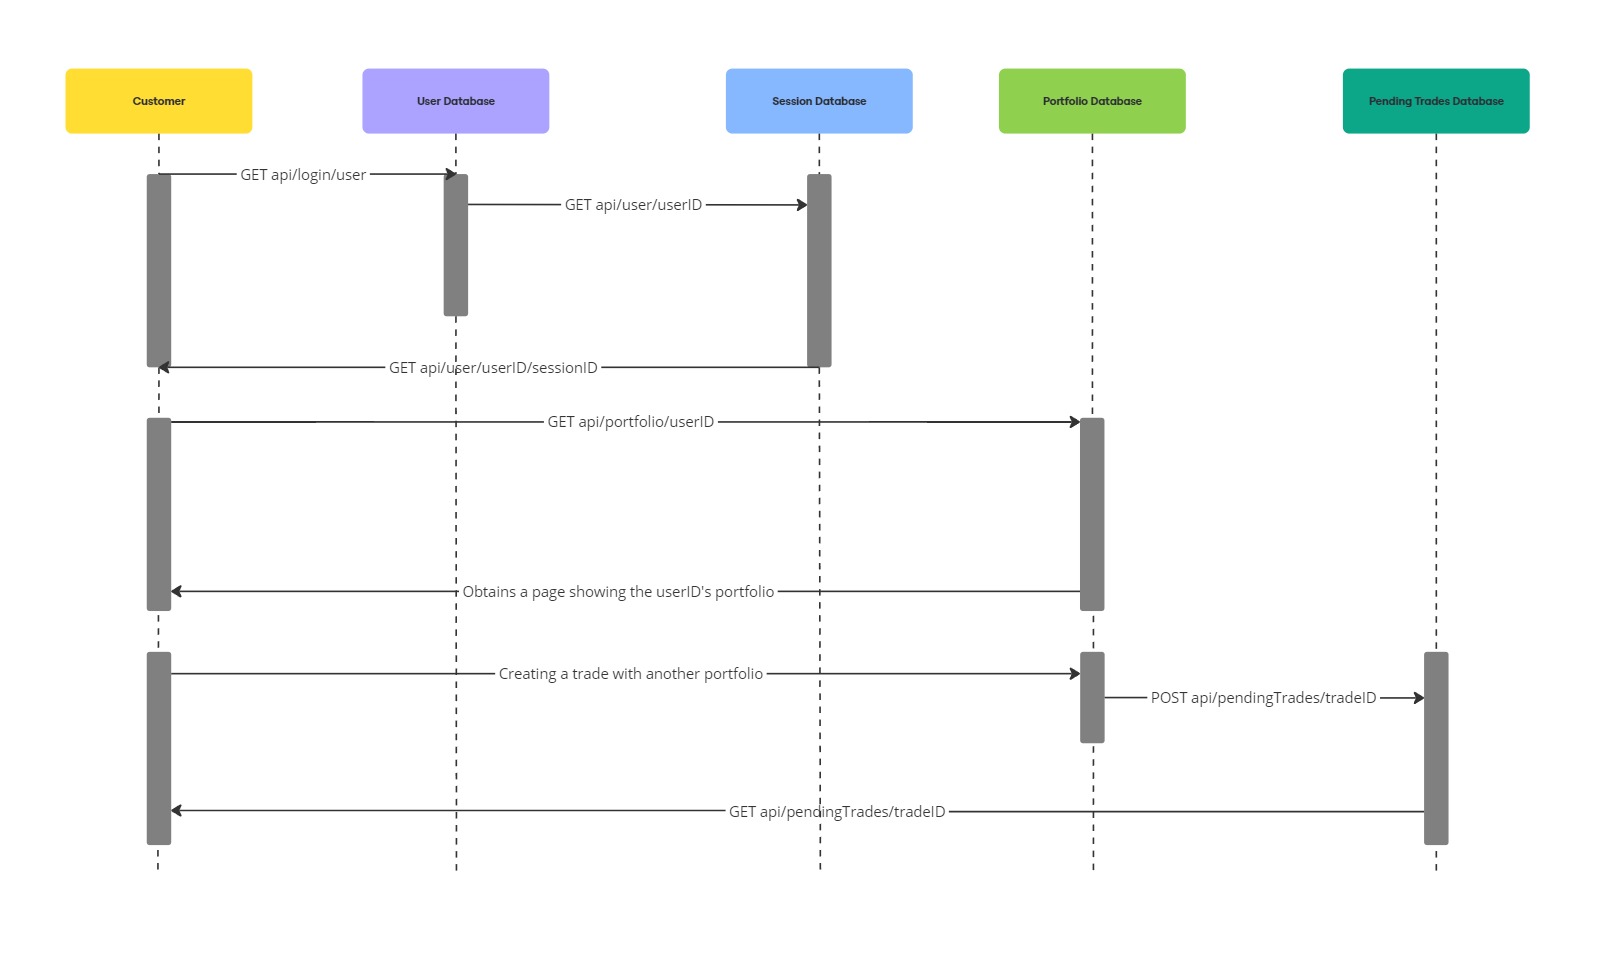 Customer
User Database
Session Database
Portfolio Database
Pending Trades Database
GET api/login/user
GET api/user/userID
GET api/user/userID/sessionID
GET api/portfolio/userID
Obtains a page showing the userID's portfolio
Creating a trade with another portfolio
POST api/pendingTrades/tradeID
GET api/pendingTrades/tradeID